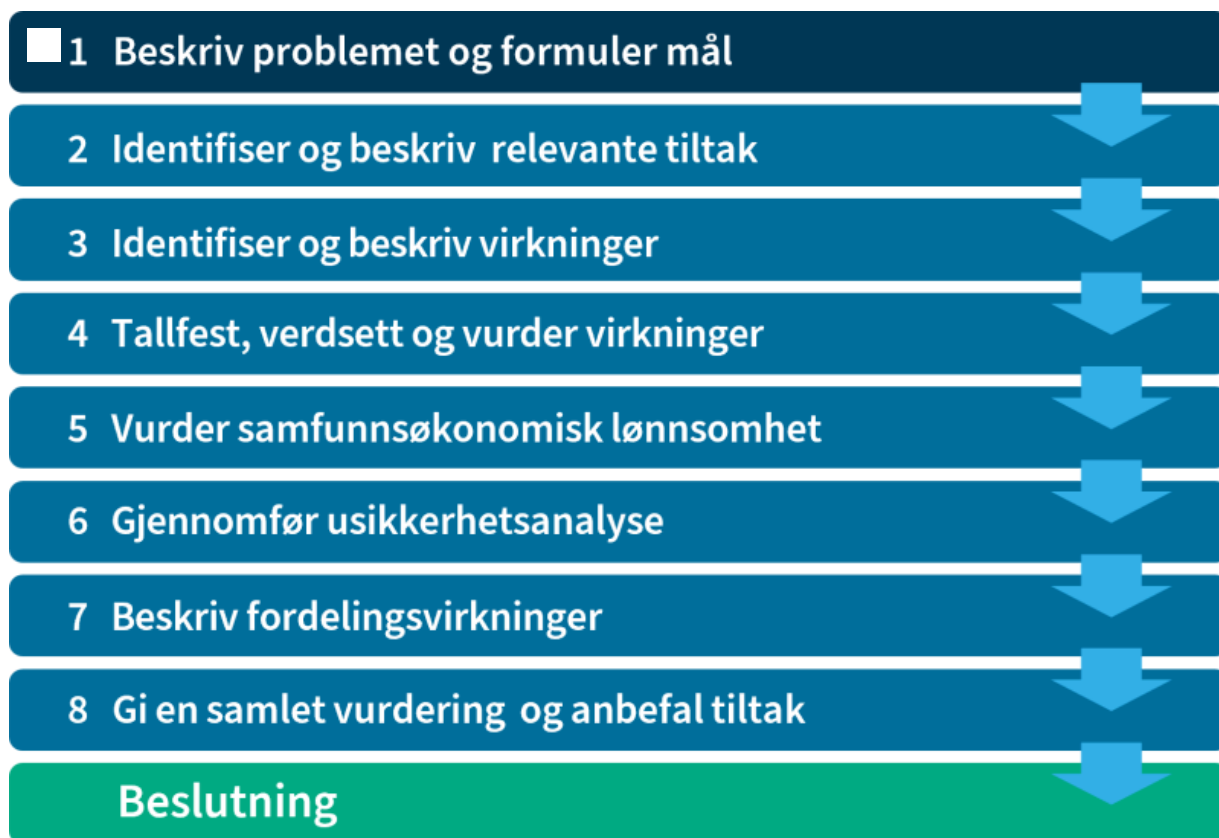 1 Beskriv problemet og formuler mål
2 Identifiser og beskriv relevante tiltak
3 Identifiser og beskriv virkninger
4 Tallfest, verdsett og vurder virkninger
5 Vurder samfunnsøkonomisk lønnsomhet
6 Gjennomfør usikkerhetsanalyse
7 Beskriv fordelingsvirkninger
8 Gi en samlet vurdering og anbefal tiltak
Beslutning